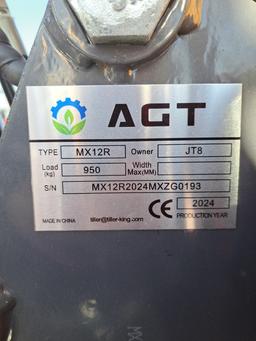 AGT
TYPE MX12R Owner JT8
Load (kg) 950 Width Max(MM)
S/N MX12R2024MXZG0193
CE 2024
MADE IN CHINA tiller@tiller-king.com PRODUCTION YEAR